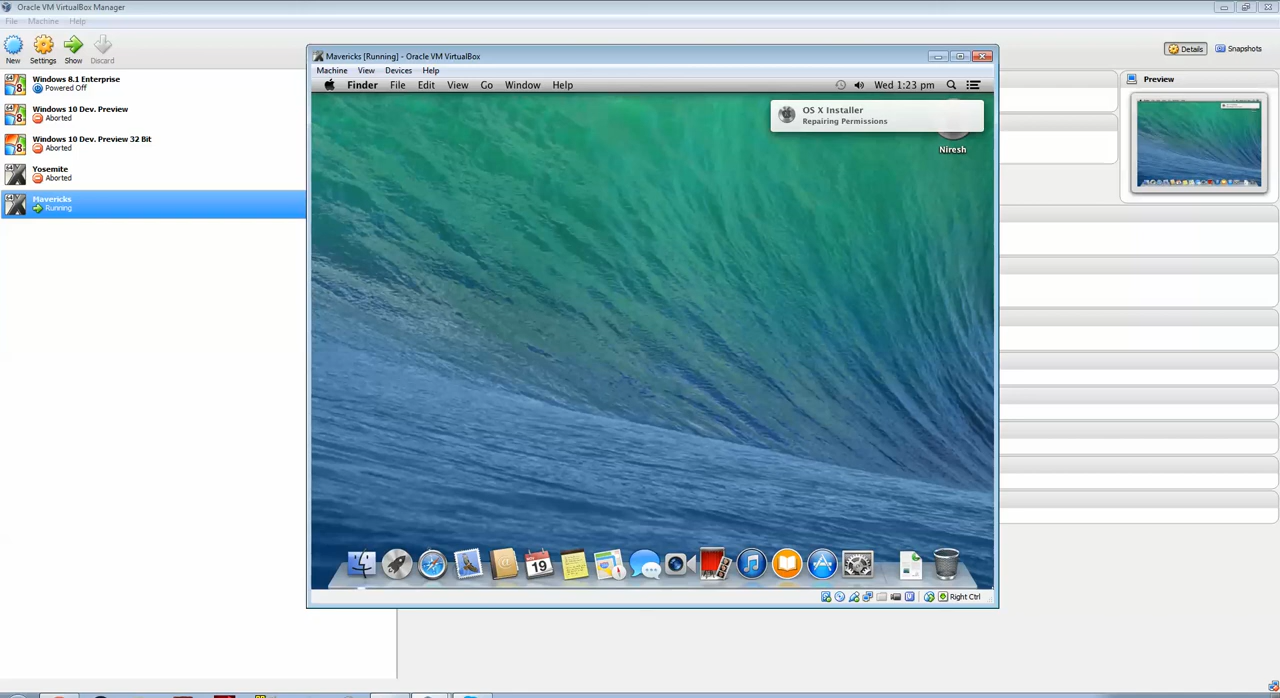 Oracle VM VirtualBox Manager
File Machine Help
New Settings Show Discard
Details Snapshots
Windows 8.1 Enterprise
Powered Off
Windows 10 Dev. Preview
Aborted
Windows 10 Dev. Preview 32 Bit
Aborted
Yosemite
Aborted
Mavericks
Running
Mavericks [Running] - Oracle VM VirtualBox
Machine View Devices Help
Finder File Edit View Go Window Help Wed 1:23 pm
OS X Installer
Repairing Permissions
Niresh
19
Right Ctrl
Preview